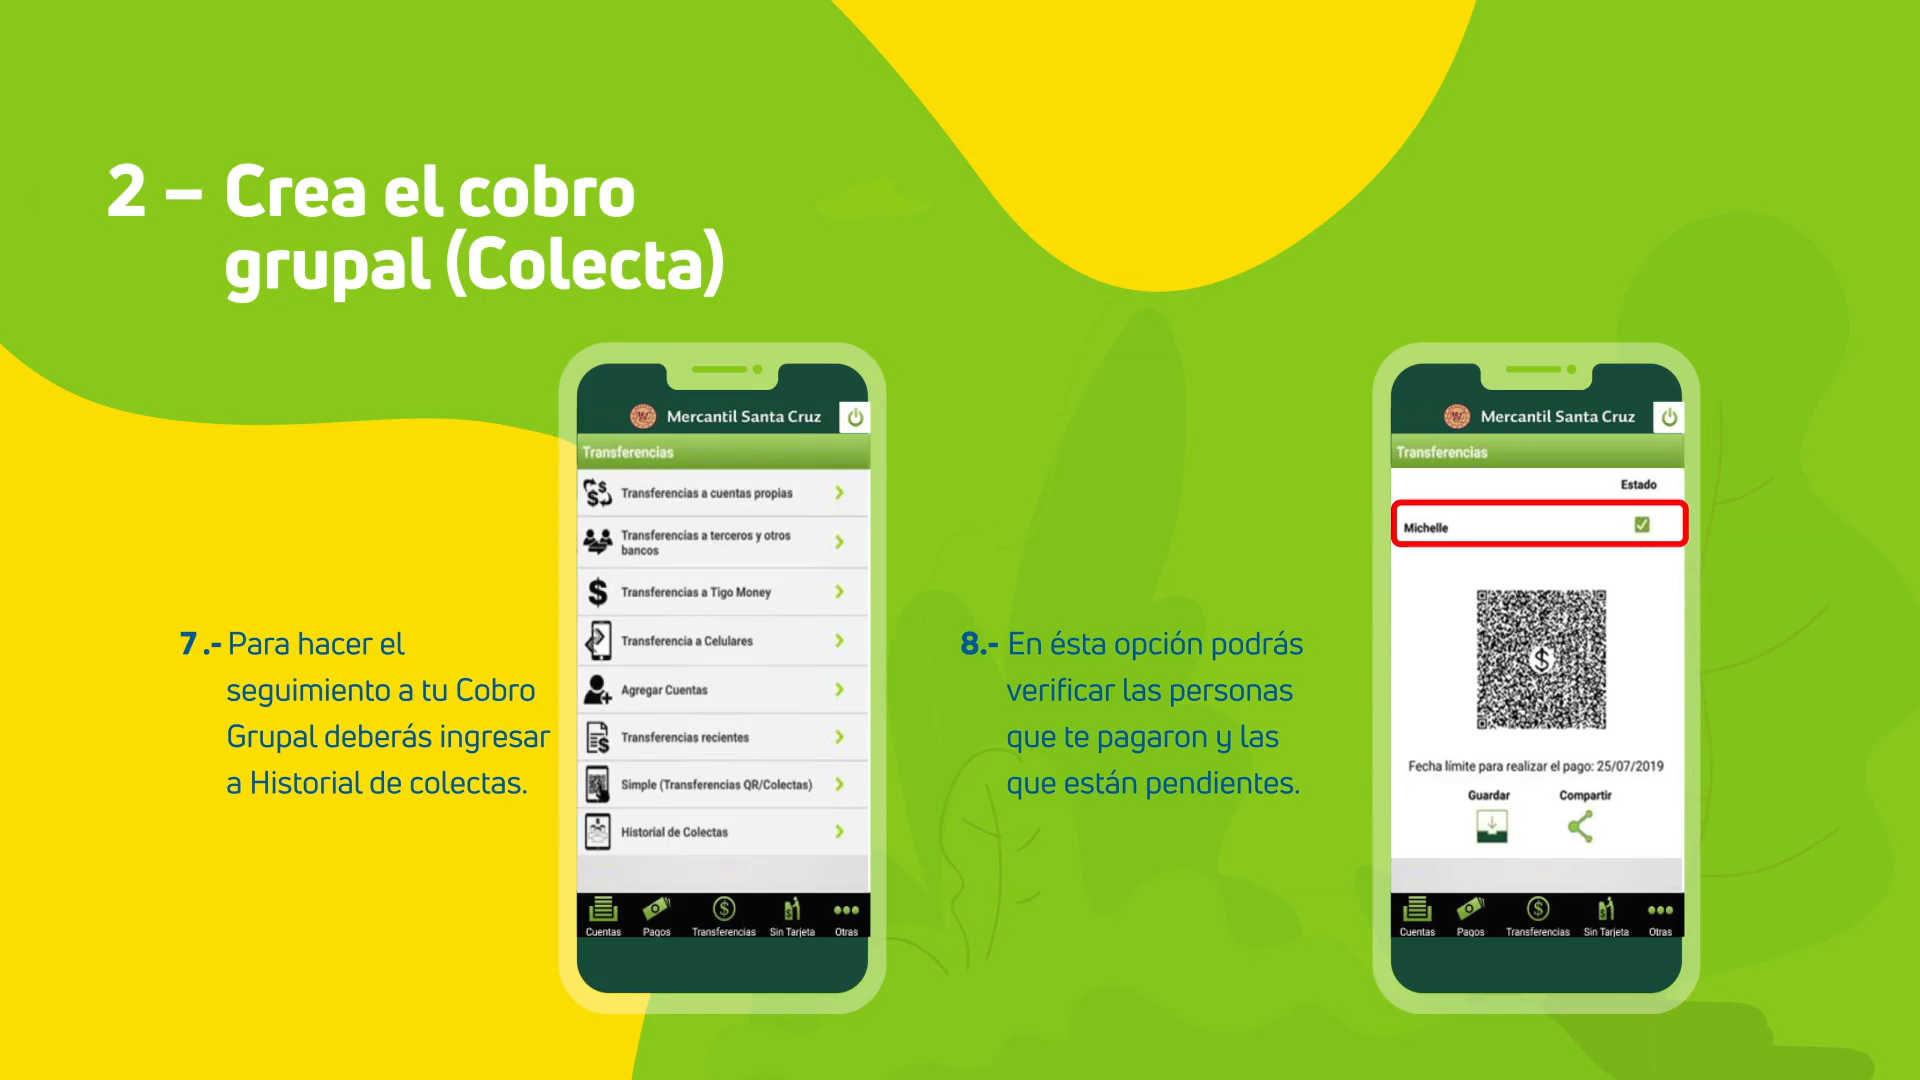 2 – Crea el cobro
grupal (Colecta)
7.- Para hacer el
seguimiento a tu Cobro
Grupal deberás ingresar
a Historial de colectas.
Mercantil Santa Cruz
Transferencias
Transferencias a cuentas propias
Transferencias a terceros y otros
bancos
Transferencias a Tigo Money
Transferencia a Celulares
Agregar Cuentas
Transferencias recientes
Simple (Transferencias QR/Colectas)
Historial de Colectas
Cuentas Pagos Transferencias Sin Tarjeta Otras
8.- En ésta opción podrás
verificar las personas
que te pagaron y las
que están pendientes.
Mercantil Santa Cruz
Transferencias
Estado
Michelle
Fecha límite para realizar el pago: 25/07/2019
Guardar Compartir
Cuentas Pagos Transferencias Sin Tarjeta Otras